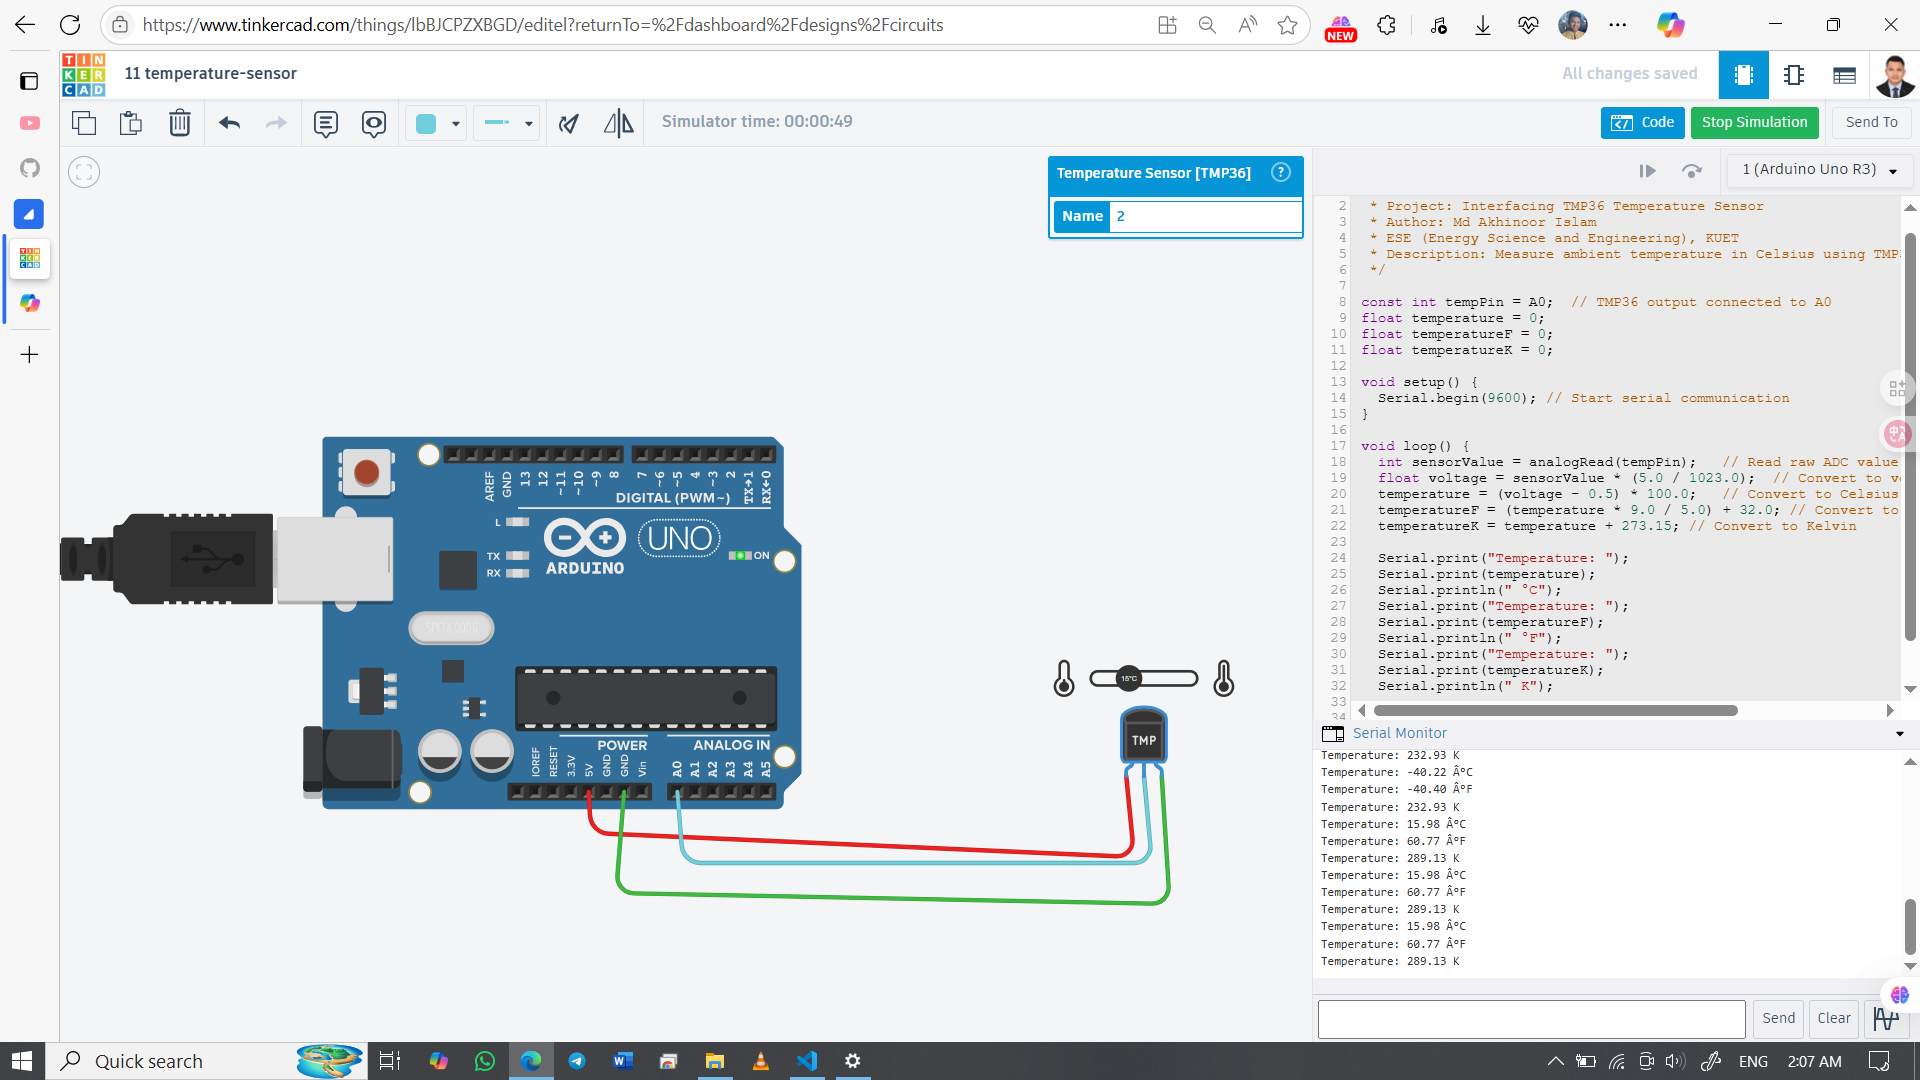 https://www.tinkercad.com/things/lbBJCPZXBGD/editel?returnTo=%2Fdashboard%2Fdesigns%2Fcircuits
NEW
TIN
KER
CAD
11 temperature-sensor
All changes saved
Simulator time: 00:00:49
Code
Stop Simulation
Send To
Temperature Sensor [TMP36]
?
Name
2
1 (Arduino Uno R3)
2 * Project: Interfacing TMP36 Temperature Sensor
3 * Author: Md Akhinoor Islam
4 * ESE (Energy Science and Engineering), KUET
5 * Description: Measure ambient temperature in Celsius using TMP
6 */
7
8 const int tempPin = A0;  // TMP36 output connected to A0
9 float temperature = 0;
10 float temperatureF = 0;
11 float temperatureK = 0;
12
13 void setup() {
14   Serial.begin(9600); // Start serial communication
15 }
16
17 void loop() {
18   int sensorValue = analogRead(tempPin);   // Read raw ADC value
19   float voltage = sensorValue * (5.0 / 1023.0);  // Convert to v
20   temperature = (voltage - 0.5) * 100.0;   // Convert to Celsius
21   temperatureF = (temperature * 9.0 / 5.0) + 32.0; // Convert to
22   temperatureK = temperature + 273.15; // Convert to Kelvin
23
24   Serial.print("Temperature: ");
25   Serial.print(temperature);
26   Serial.println(" °C");
27   Serial.print("Temperature: ");
28   Serial.print(temperatureF);
29   Serial.println(" °F");
30   Serial.print("Temperature: ");
31   Serial.print(temperatureK);
32   Serial.println(" K");
33
34
AREF
GND
13
12
~11
~10
~9
8
7
~6
~5
4
~3
2
TX→1
RX←0
DIGITAL (PWM~)
L
TX
RX
ARDUINO
UNO
ON
POWER
ANALOG IN
IOREF
RESET
3.3V
5V
GND
GND
Vin
A0
A1
A2
A3
A4
A5
15°C
TMP
Serial Monitor
Temperature: 232.93 K
Temperature: -40.22 Â°C
Temperature: -40.40 Â°F
Temperature: 232.93 K
Temperature: 15.98 Â°C
Temperature: 60.77 Â°F
Temperature: 289.13 K
Temperature: 15.98 Â°C
Temperature: 60.77 Â°F
Temperature: 289.13 K
Temperature: 15.98 Â°C
Temperature: 60.77 Â°F
Temperature: 289.13 K
Send
Clear
Quick search
ENG
2:07 AM